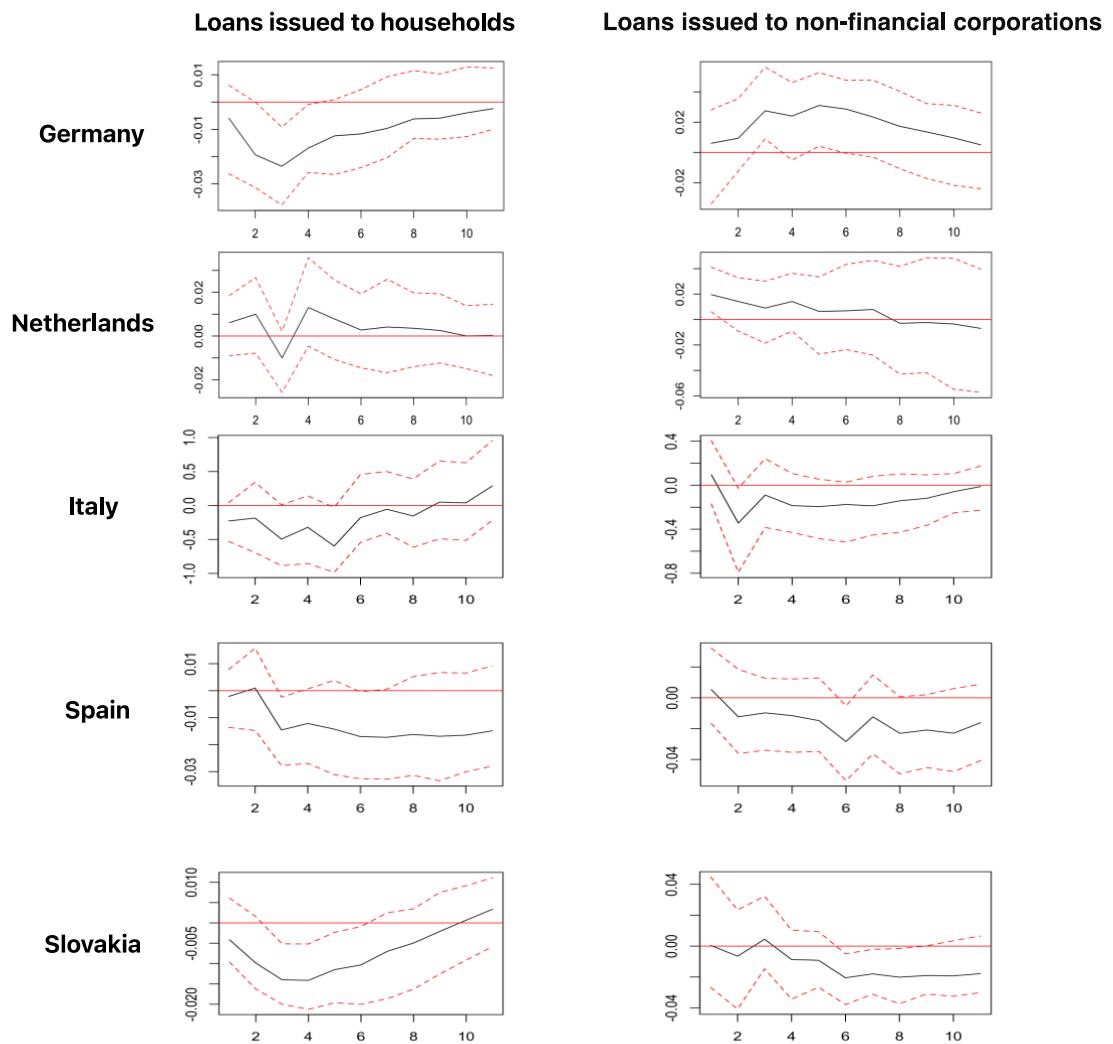 Loans issued to households
Loans issued to non-financial corporations
Germany
0.01
-0.01
-0.03
2 4 6 8 10
0.02
-0.02
2 4 6 8 10
Netherlands
0.02
0.00
-0.02
2 4 6 8 10
0.02
-0.02
-0.06
2 4 6 8 10
Italy
1.0
0.5
0.0
-0.5
-1.0
2 4 6 8 10
0.4
0.0
-0.4
-0.8
2 4 6 8 10
Spain
0.01
-0.01
-0.03
2 4 6 8 10
0.00
-0.04
2 4 6 8 10
Slovakia
0.010
-0.005
-0.020
2 4 6 8 10
0.04
0.00
-0.04
2 4 6 8 10